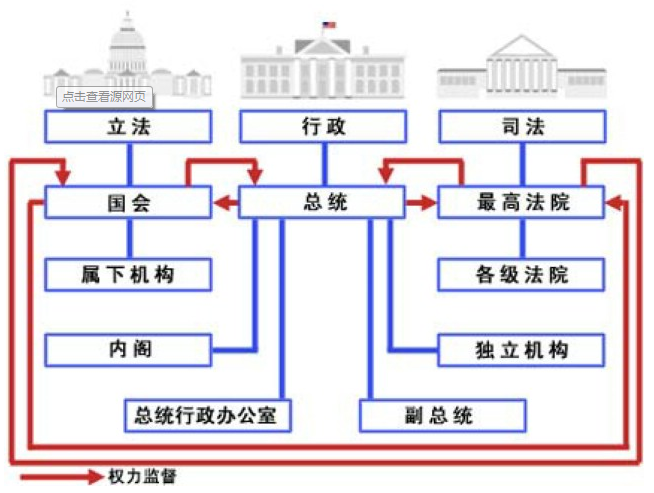 点击查看源网页
立法
行政
司法
国会
总统
最高法院
属下机构
各级法院
内阁
独立机构
总统行政办公室
副总统
权力监督